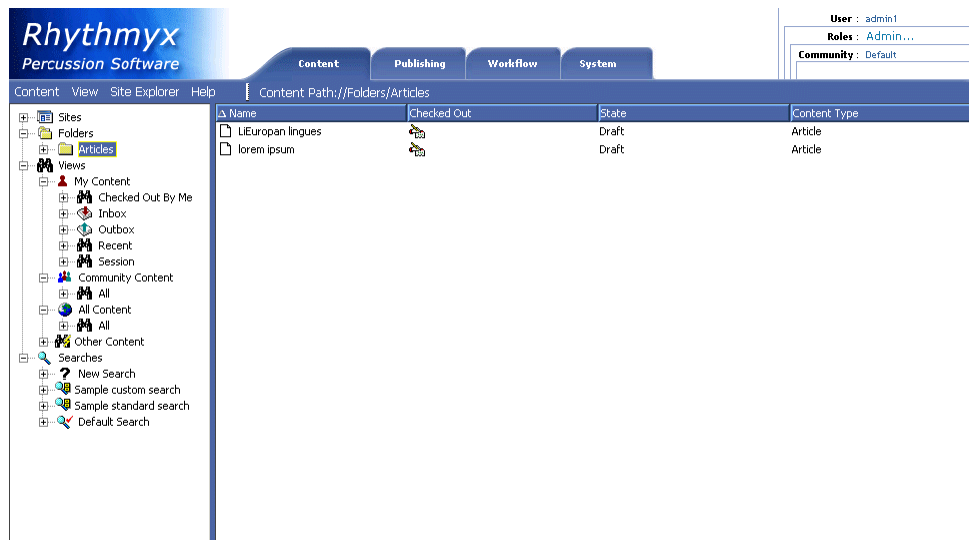 Rhythmyx
Percussion Software
Content Publishing Workflow System
User : admin1
Roles : Admin...
Community : Default
Content View Site Explorer Help
Content Path://Folders/Articles
Sites
Folders
Articles
Views
My Content
Checked Out By Me
Inbox
Outbox
Recent
Session
Community Content
All
All Content
All
Other Content
Searches
New Search
Sample custom search
Sample standard search
Default Search
Name Checked Out State Content Type
LiEuropan lingues Draft Article
lorem ipsum Draft Article